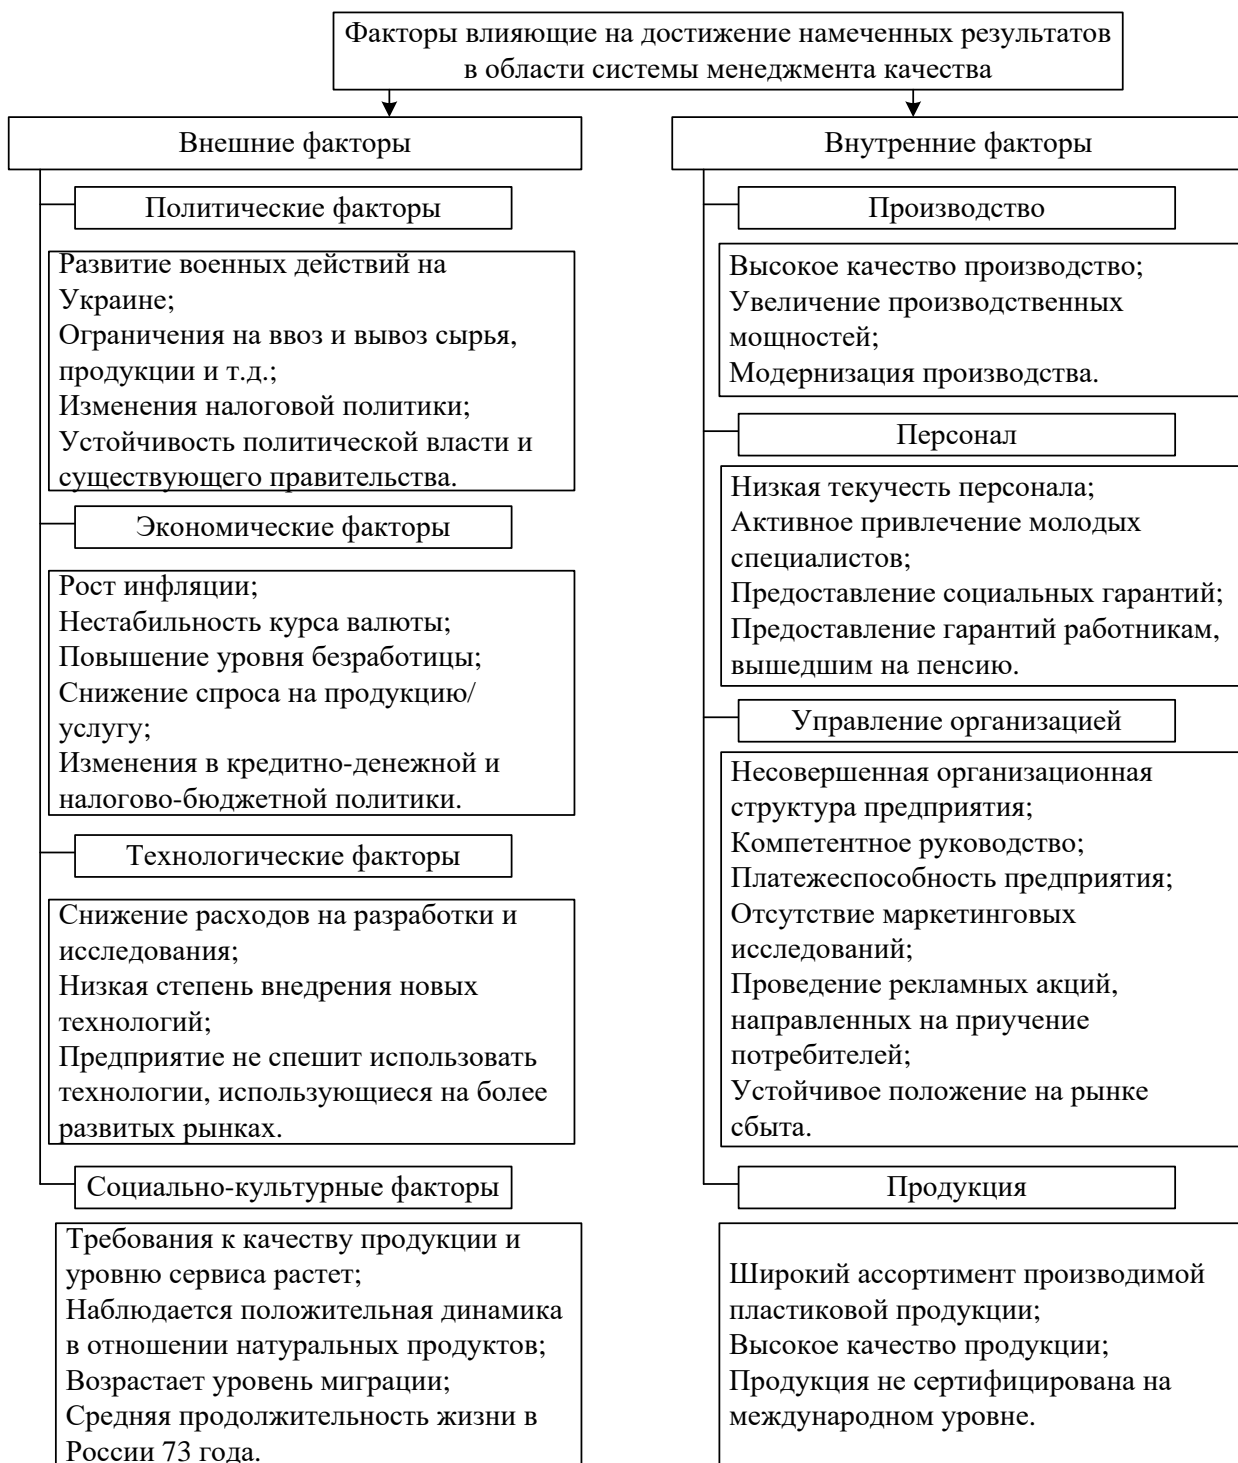 Факторы влияющие на достижение намеченных результатов
в области системы менеджмента качества
Внешние факторы
Политические факторы
Развитие военных действий на
Украине;
Ограничения на ввоз и вывоз сырья,
продукции и т.д.;
Изменения налоговой политики;
Устойчивость политической власти и
существующего правительства.
Экономические факторы
Рост инфляции;
Нестабильность курса валюты;
Повышение уровня безработицы;
Снижение спроса на продукцию/
услугу;
Изменения в кредитно-денежной и
налогово-бюджетной политики.
Технологические факторы
Снижение расходов на разработки и
исследования;
Низкая степень внедрения новых
технологий;
Предприятие не спешит использовать
технологии, использующиеся на более
развитых рынках.
Социально-культурные факторы
Требования к качеству продукции и
уровню сервиса растет;
Наблюдается положительная динамика
в отношении натуральных продуктов;
Возрастает уровень миграции;
Средняя продолжительность жизни в
России 73 года.
Внутренние факторы
Производство
Высокое качество производство;
Увеличение производственных
мощностей;
Модернизация производства.
Персонал
Низкая текучесть персонала;
Активное привлечение молодых
специалистов;
Предоставление социальных гарантий;
Предоставление гарантий работникам,
вышедшим на пенсию.
Управление организацией
Несовершенная организационная
структура предприятия;
Компетентное руководство;
Платежеспособность предприятия;
Отсутствие маркетинговых
исследований;
Проведение рекламных акций,
направленных на приучение
потребителей;
Устойчивое положение на рынке
сбыта.
Продукция
Широкий ассортимент производимой
пластиковой продукции;
Высокое качество продукции;
Продукция не сертифицирована на
международном уровне.